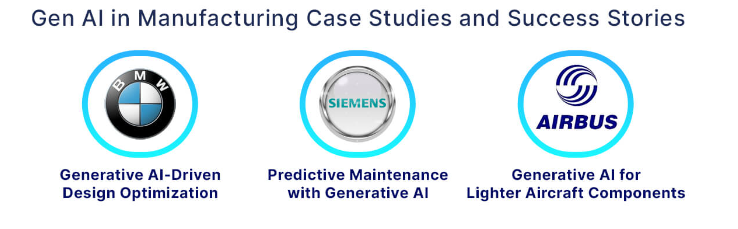 Gen AI in Manufacturing Case Studies and Success Stories
BMW
SIEMENS
AIRBUS
Generative AI-Driven
Design Optimization
Predictive Maintenance
with Generative AI
Generative AI for
Lighter Aircraft Components